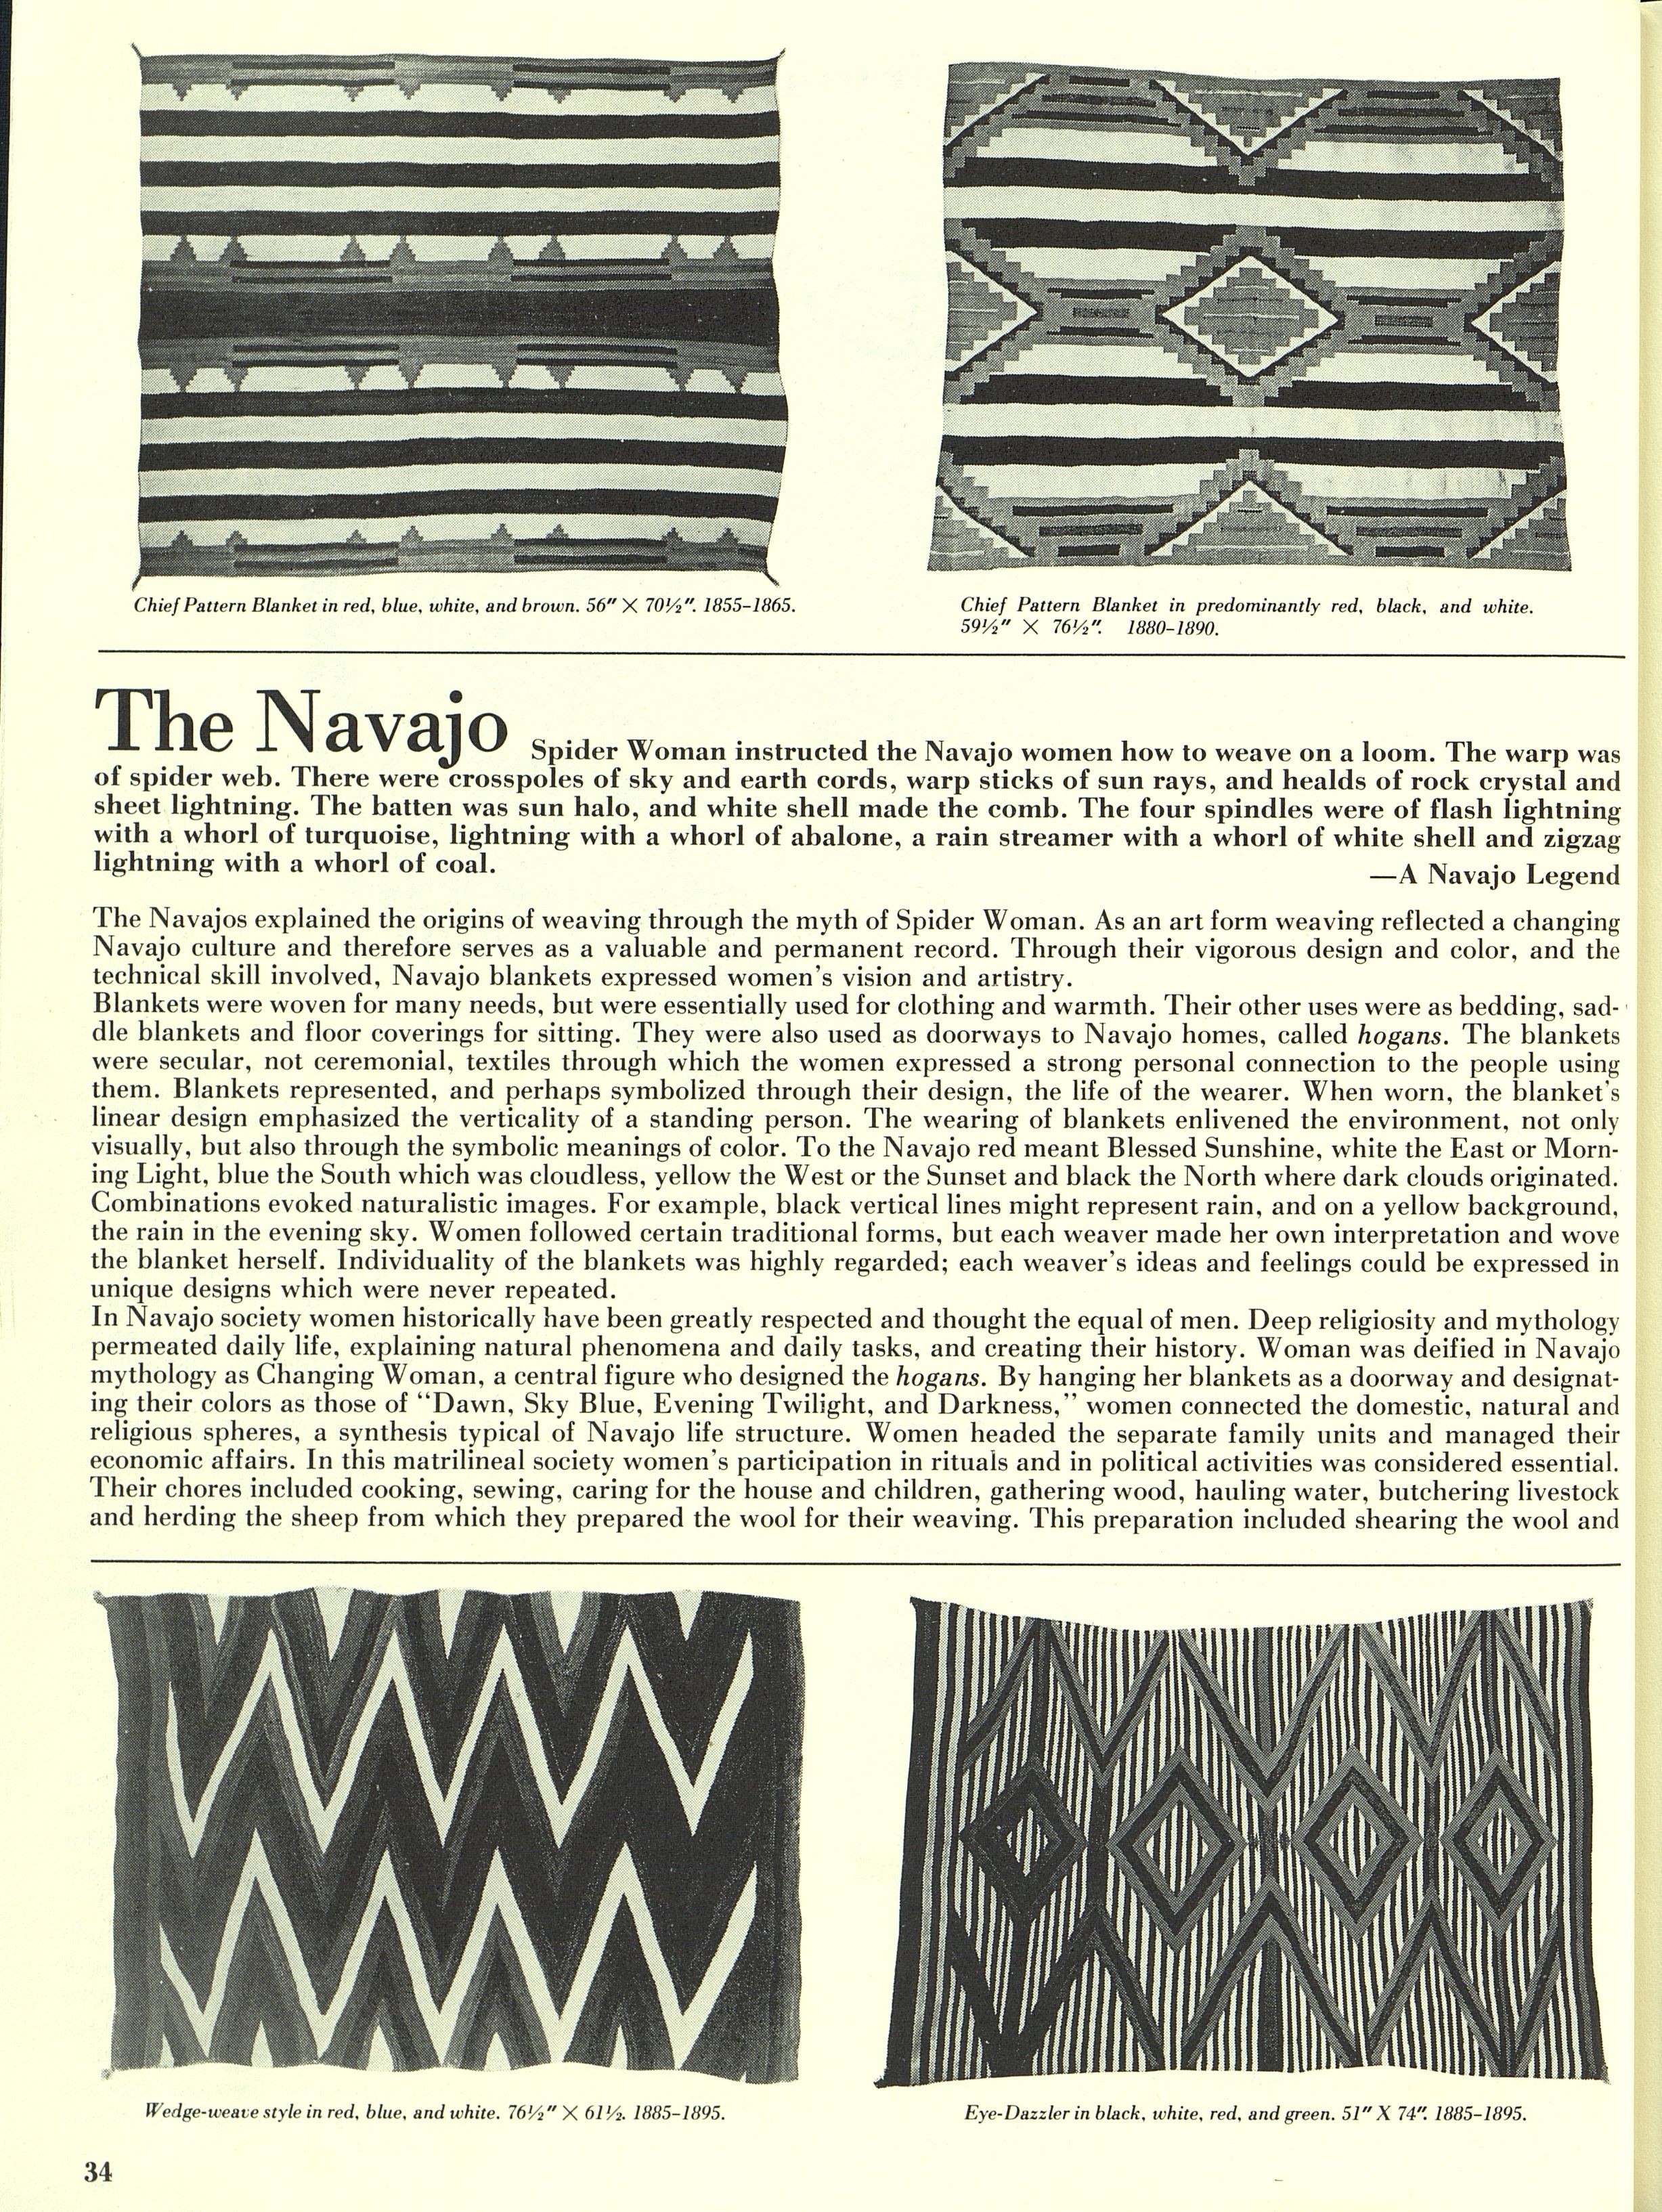 Chief Pattern Blanket in red, blue, white, and brown. 56″ X 70½″. 1855–1865.
Chief Pattern Blanket in predominantly red, black, and white.
59½″ X 76½″. 1880–1890.
The Navajo Spider Woman instructed the Navajo women how to weave on a loom. The warp was
of spider web. There were crosspoles of sky and earth cords, warp sticks of sun rays, and healds of rock crystal and
sheet lightning. The batten was sun halo, and white shell made the comb. The four spindles were of flash lightning
with a whorl of turquoise, lightning with a whorl of abalone, a rain streamer with a whorl of white shell and zigzag
lightning with a whorl of coal.
—A Navajo Legend
The Navajos explained the origins of weaving through the myth of Spider Woman. As an art form weaving reflected a changing
Navajo culture and therefore serves as a valuable and permanent record. Through their vigorous design and color, and the
technical skill involved, Navajo blankets expressed women's vision and artistry.
Blankets were woven for many needs, but were essentially used for clothing and warmth. Their other uses were as bedding, sad-
dle blankets and floor coverings for sitting. They were also used as doorways to Navajo homes, called hogans. The blankets
were secular, not ceremonial, textiles through which the women expressed a strong personal connection to the people using
them. Blankets represented, and perhaps symbolized through their design, the life of the wearer. When worn, the blanket's
linear design emphasized the verticality of a standing person. The wearing of blankets enlivened the environment, not only
visually, but also through the symbolic meanings of color. To the Navajo red meant Blessed Sunshine, white the East or Morn-
ing Light, blue the South which was cloudless, yellow the West or the Sunset and black the North where dark clouds originated.
Combinations evoked naturalistic images. For example, black vertical lines might represent rain, and on a yellow background,
the rain in the evening sky. Women followed certain traditional forms, but each weaver made her own interpretation and wove
the blanket herself. Individuality of the blankets was highly regarded; each weaver's ideas and feelings could be expressed in
unique designs which were never repeated.
In Navajo society women historically have been greatly respected and thought the equal of men. Deep religiosity and mythology
permeated daily life, explaining natural phenomena and daily tasks, and creating their history. Woman was deified in Navajo
mythology as Changing Woman, a central figure who designed the hogans. By hanging her blankets as a doorway and designat-
ing their colors as those of “Dawn, Sky Blue, Evening Twilight, and Darkness,” women connected the domestic, natural and
religious spheres, a synthesis typical of Navajo life structure. Women headed the separate family units and managed their
economic affairs. In this matrilineal society women's participation in rituals and in political activities was considered essential.
Their chores included cooking, sewing, caring for the house and children, gathering wood, hauling water, butchering livestock
and herding the sheep from which they prepared the wool for their weaving. This preparation included shearing the wool and
Wedge-weave style in red, blue, and white. 76½″ X 61½. 1885–1895.
Eye-Dazzler in black, white, red, and green. 51″ X 74″. 1885–1895.
34